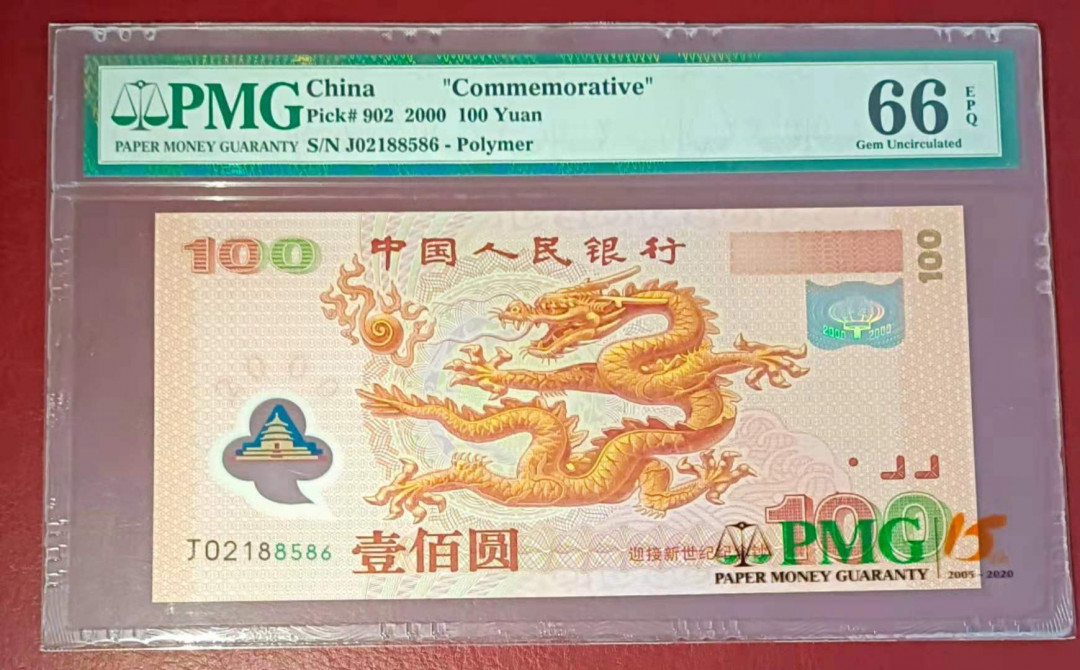 PMG
PAPER MONEY GUARANTY
China "Commemorative"
Pick# 902 2000 100 Yuan
S/N J02188586 - Polymer
66
EPQ
Gem Uncirculated
100
中国人民银行
100
2000 2000
J02188586
壹佰圆
迎接新世纪纪
100
PMG
15
PAPER MONEY GUARANTY
2005 - 2020